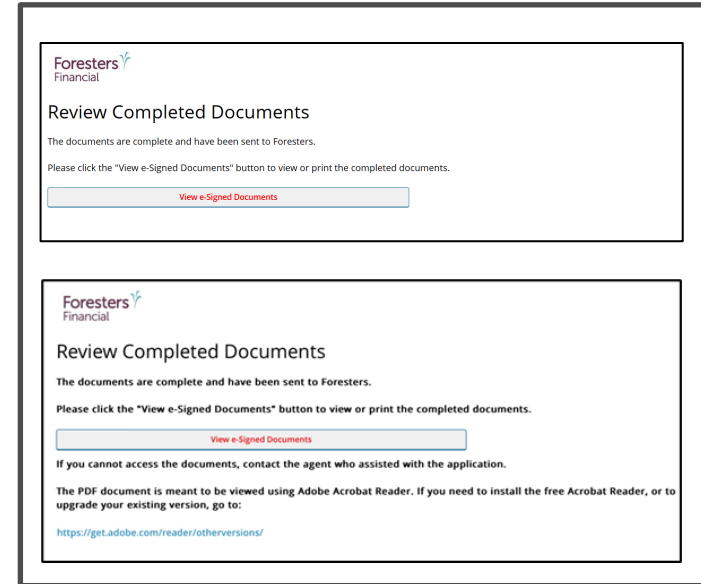 Foresters
Financial
Review Completed Documents
The documents are complete and have been sent to Foresters.
Please click the "View e-Signed Documents" button to view or print the completed documents.
View e-Signed Documents
Foresters
Financial
Review Completed Documents
The documents are complete and have been sent to Foresters.
Please click the "View e-Signed Documents" button to view or print the completed documents.
View e-Signed Documents
If you cannot access the documents, contact the agent who assisted with the application.
The PDF document is meant to be viewed using Adobe Acrobat Reader. If you need to install the free Acrobat Reader, or to
upgrade your existing version, go to:
https://get.adobe.com/reader/otherversions/